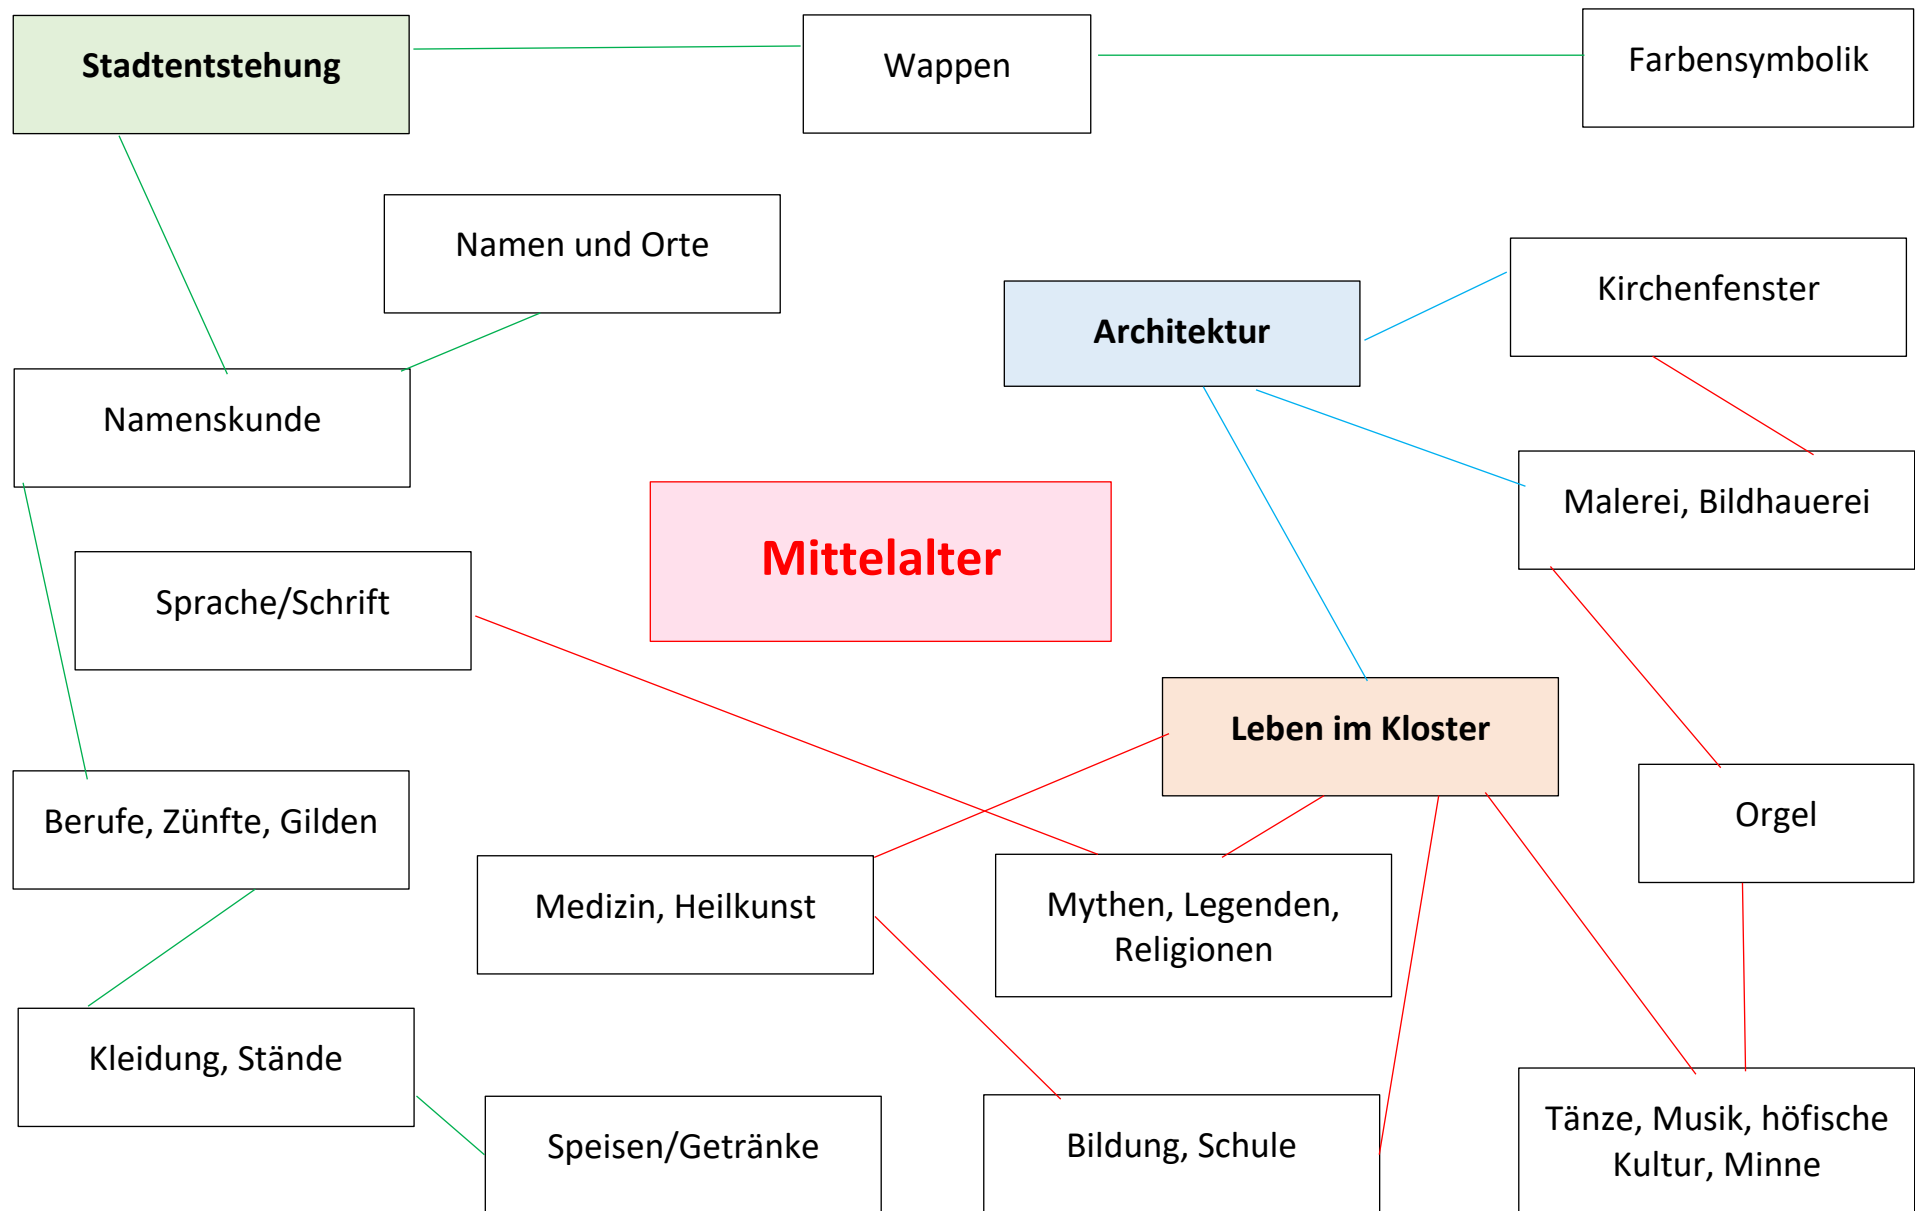 Stadtentstehung
Wappen
Farbensymbolik
Namen und Orte
Kirchenfenster
Architektur
Namenskunde
Malerei, Bildhauerei
Mittelalter
Sprache/Schrift
Leben im Kloster
Berufe, Zünfte, Gilden
Orgel
Medizin, Heilkunst
Mythen, Legenden,
Religionen
Kleidung, Stände
Speisen/Getränke
Bildung, Schule
Tänze, Musik, höfische
Kultur, Minne